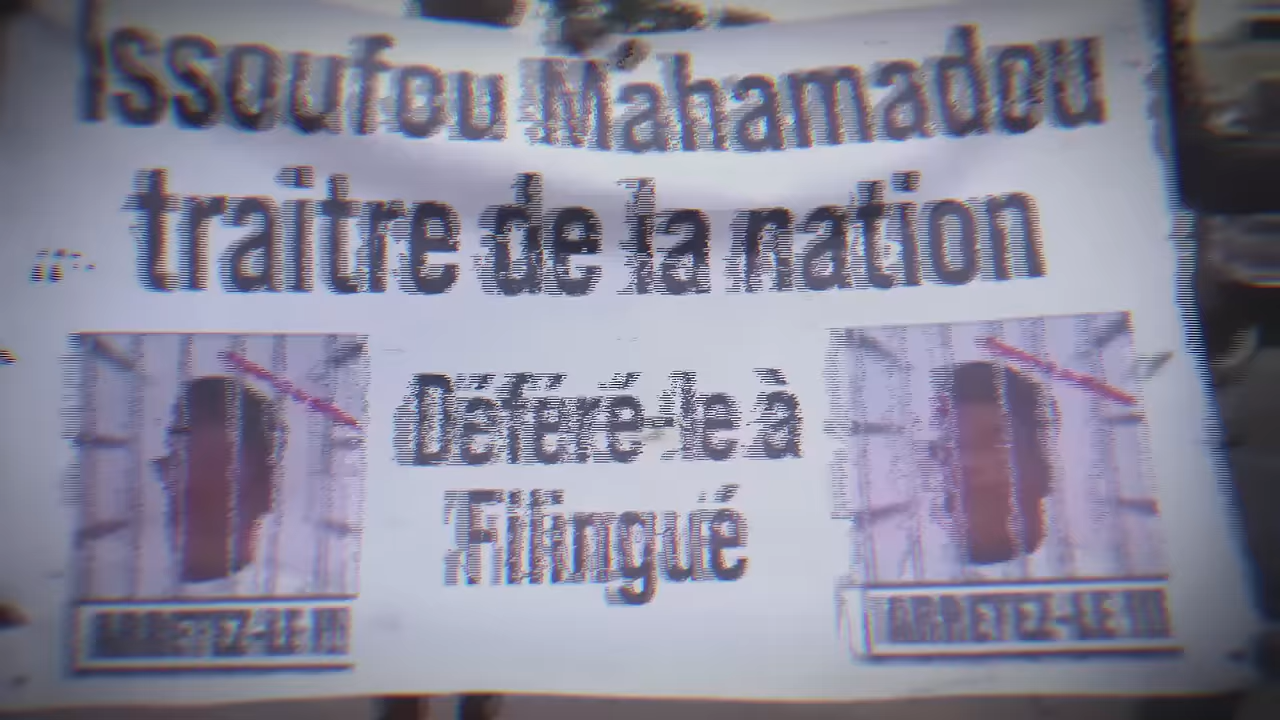 Issoufou Mahamadou
traitre de la nation
Déféré-le à
Filingué
ARRETEZ-LE !!!
ARRETEZ-LE !!!